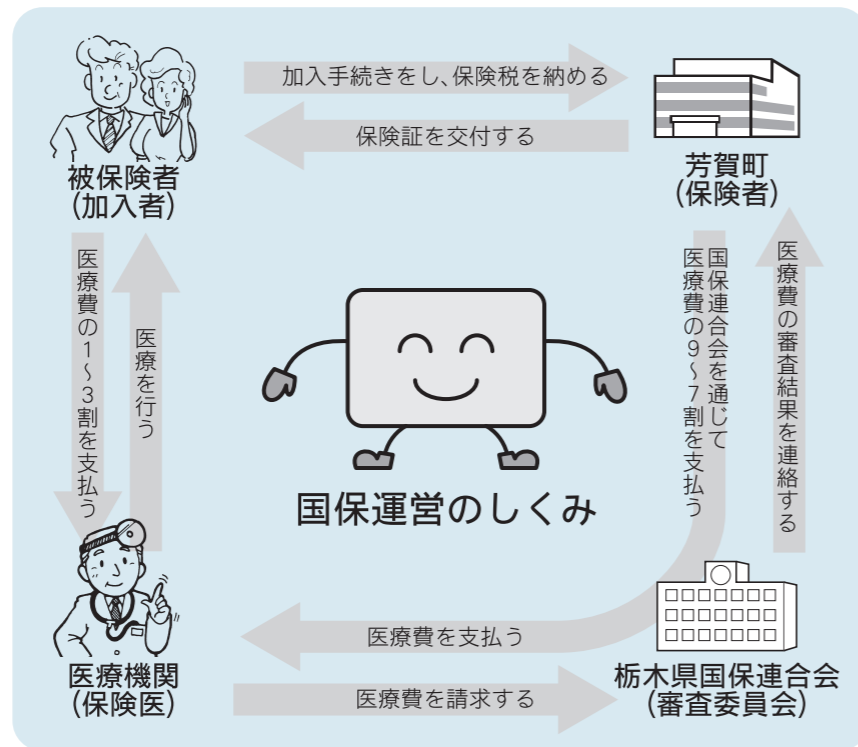 加入手続きをし、保険税を納める
保険証を交付する
被保険者
(加入者)
芳賀町
(保険者)
医療費の1〜3割を支払う
医療を行う
国保連合会を通じて
医療費の9〜7割を支払う
医療費の審査結果を連絡する
国保運営のしくみ
医療費を支払う
医療費を請求する
医療機関
(保険医)
栃木県国保連合会
(審査委員会)